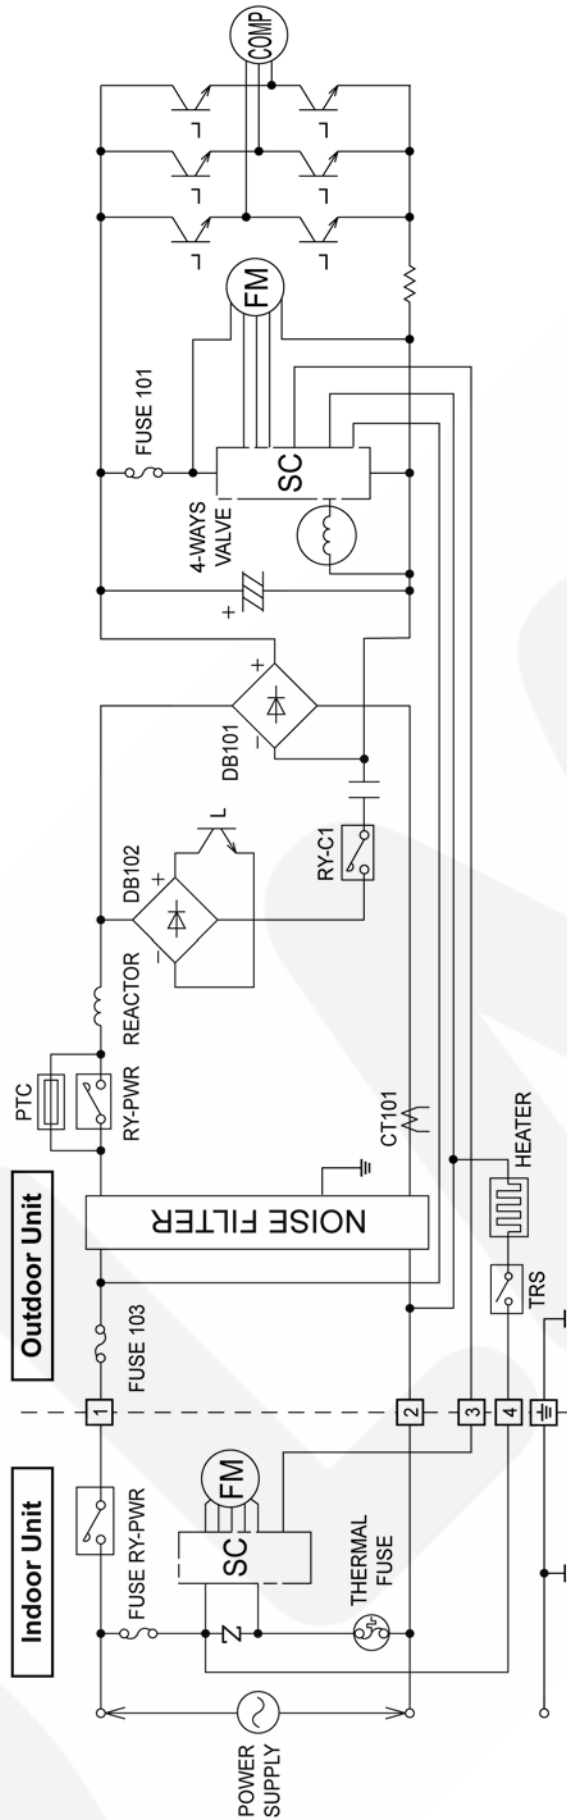 Indoor Unit
Outdoor Unit
POWER
SUPPLY
FUSE RY-PWR
Z
SC
FM
THERMAL
FUSE
1
2
3
4
FUSE 103
TRS
HEATER
NOISE FILTER
PTC
RY-PWR
REACTOR
CT101
DB102
+
−
L
RY-C1
DB101
+
−
+
4-WAYS
VALVE
SC
FUSE 101
FM
COMP